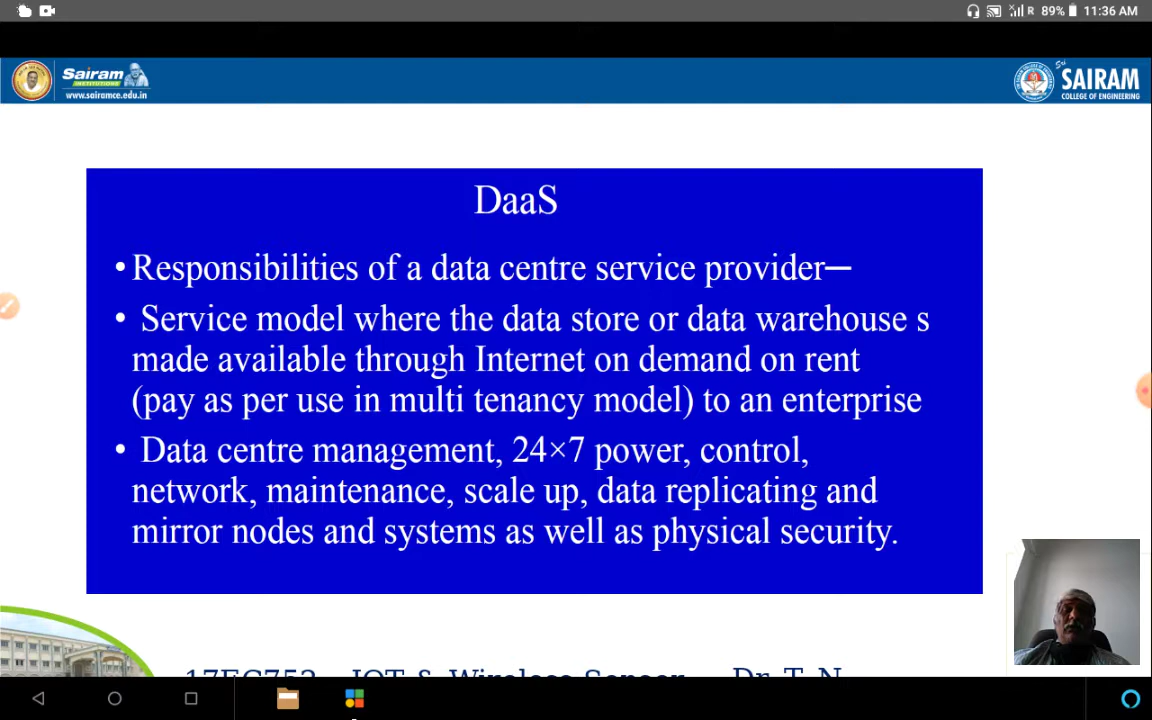 R 89% 11:36 AM
Sairam
INSTITUTIONS
www.sairamce.edu.in
Sri
SAIRAM
COLLEGE OF ENGINEERING
DaaS
•Responsibilities of a data centre service provider─
• Service model where the data store or data warehouse s
made available through Internet on demand on rent
(pay as per use in multi tenancy model) to an enterprise
• Data centre management, 24×7 power, control,
network, maintenance, scale up, data replicating and
mirror nodes and systems as well as physical security.
17EC752 IOT & Wireless Sensor Dr. T. N.